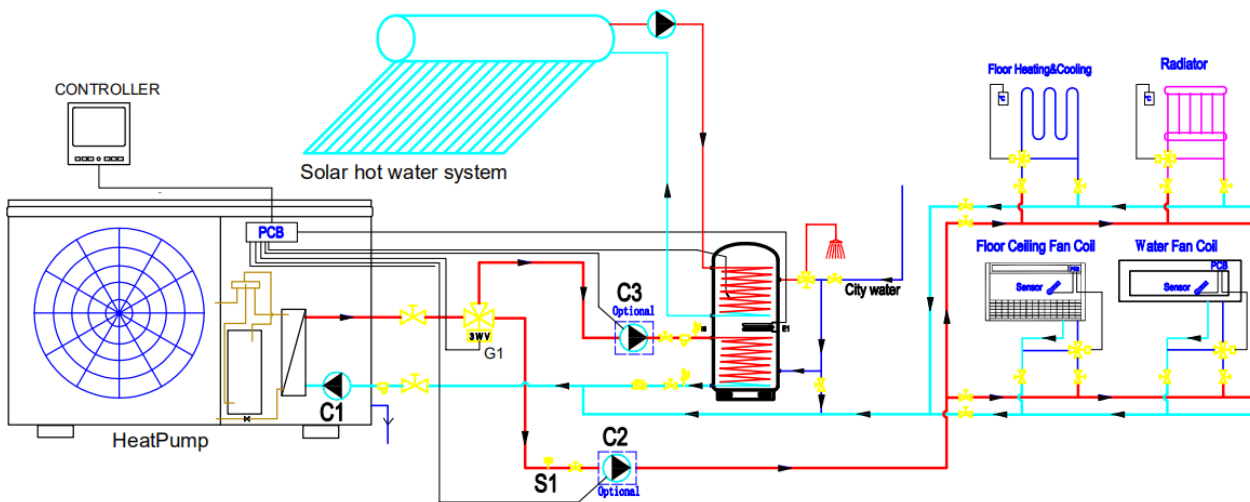 Floor Heating&Cooling
Radiator
CONTROLLER
Solar hot water system
PCB
Floor Ceiling Fan Coil
Water Fan Coil
PCB
Sensor
Sensor
City water
C3
Optional
3WV
G1
C1
C2
S1
Optional
HeatPump